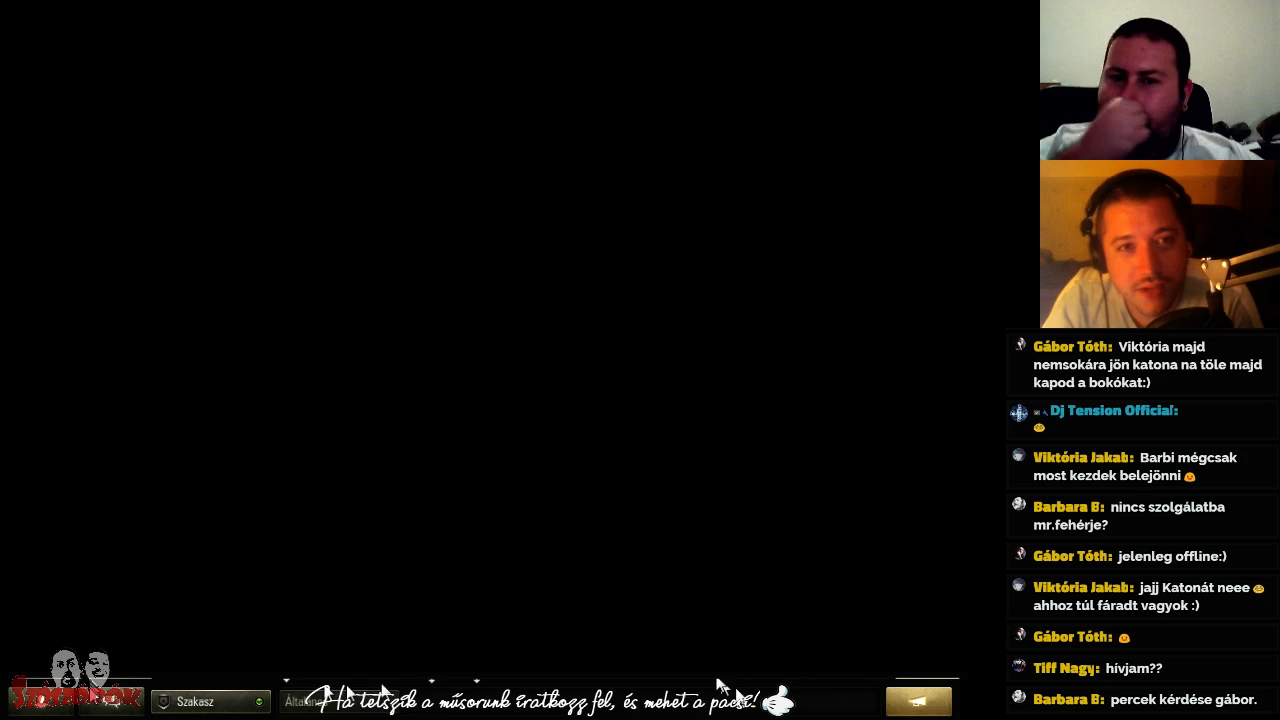 Gábor Tóth: Viktória majd
nemsokára jön katona na töle majd
kapod a bokókat:)
Dj Tension Official:
Viktória Jakab: Barbi mégcsak
most kezdek belejönni
Barbara B: nincs szolgálatba
mr.fehérje?
Gábor Tóth: jelenleg offline:)
Viktória Jakab: jajj Katonát neee
ahhoz túl fáradt vagyok :)
Gábor Tóth:
Tiff Nagy: hívjam??
Barbara B: percek kérdése gábor.
Szakasz
Ha tetszik a műsorunk iratkozz fel, és mehet a pacsi!